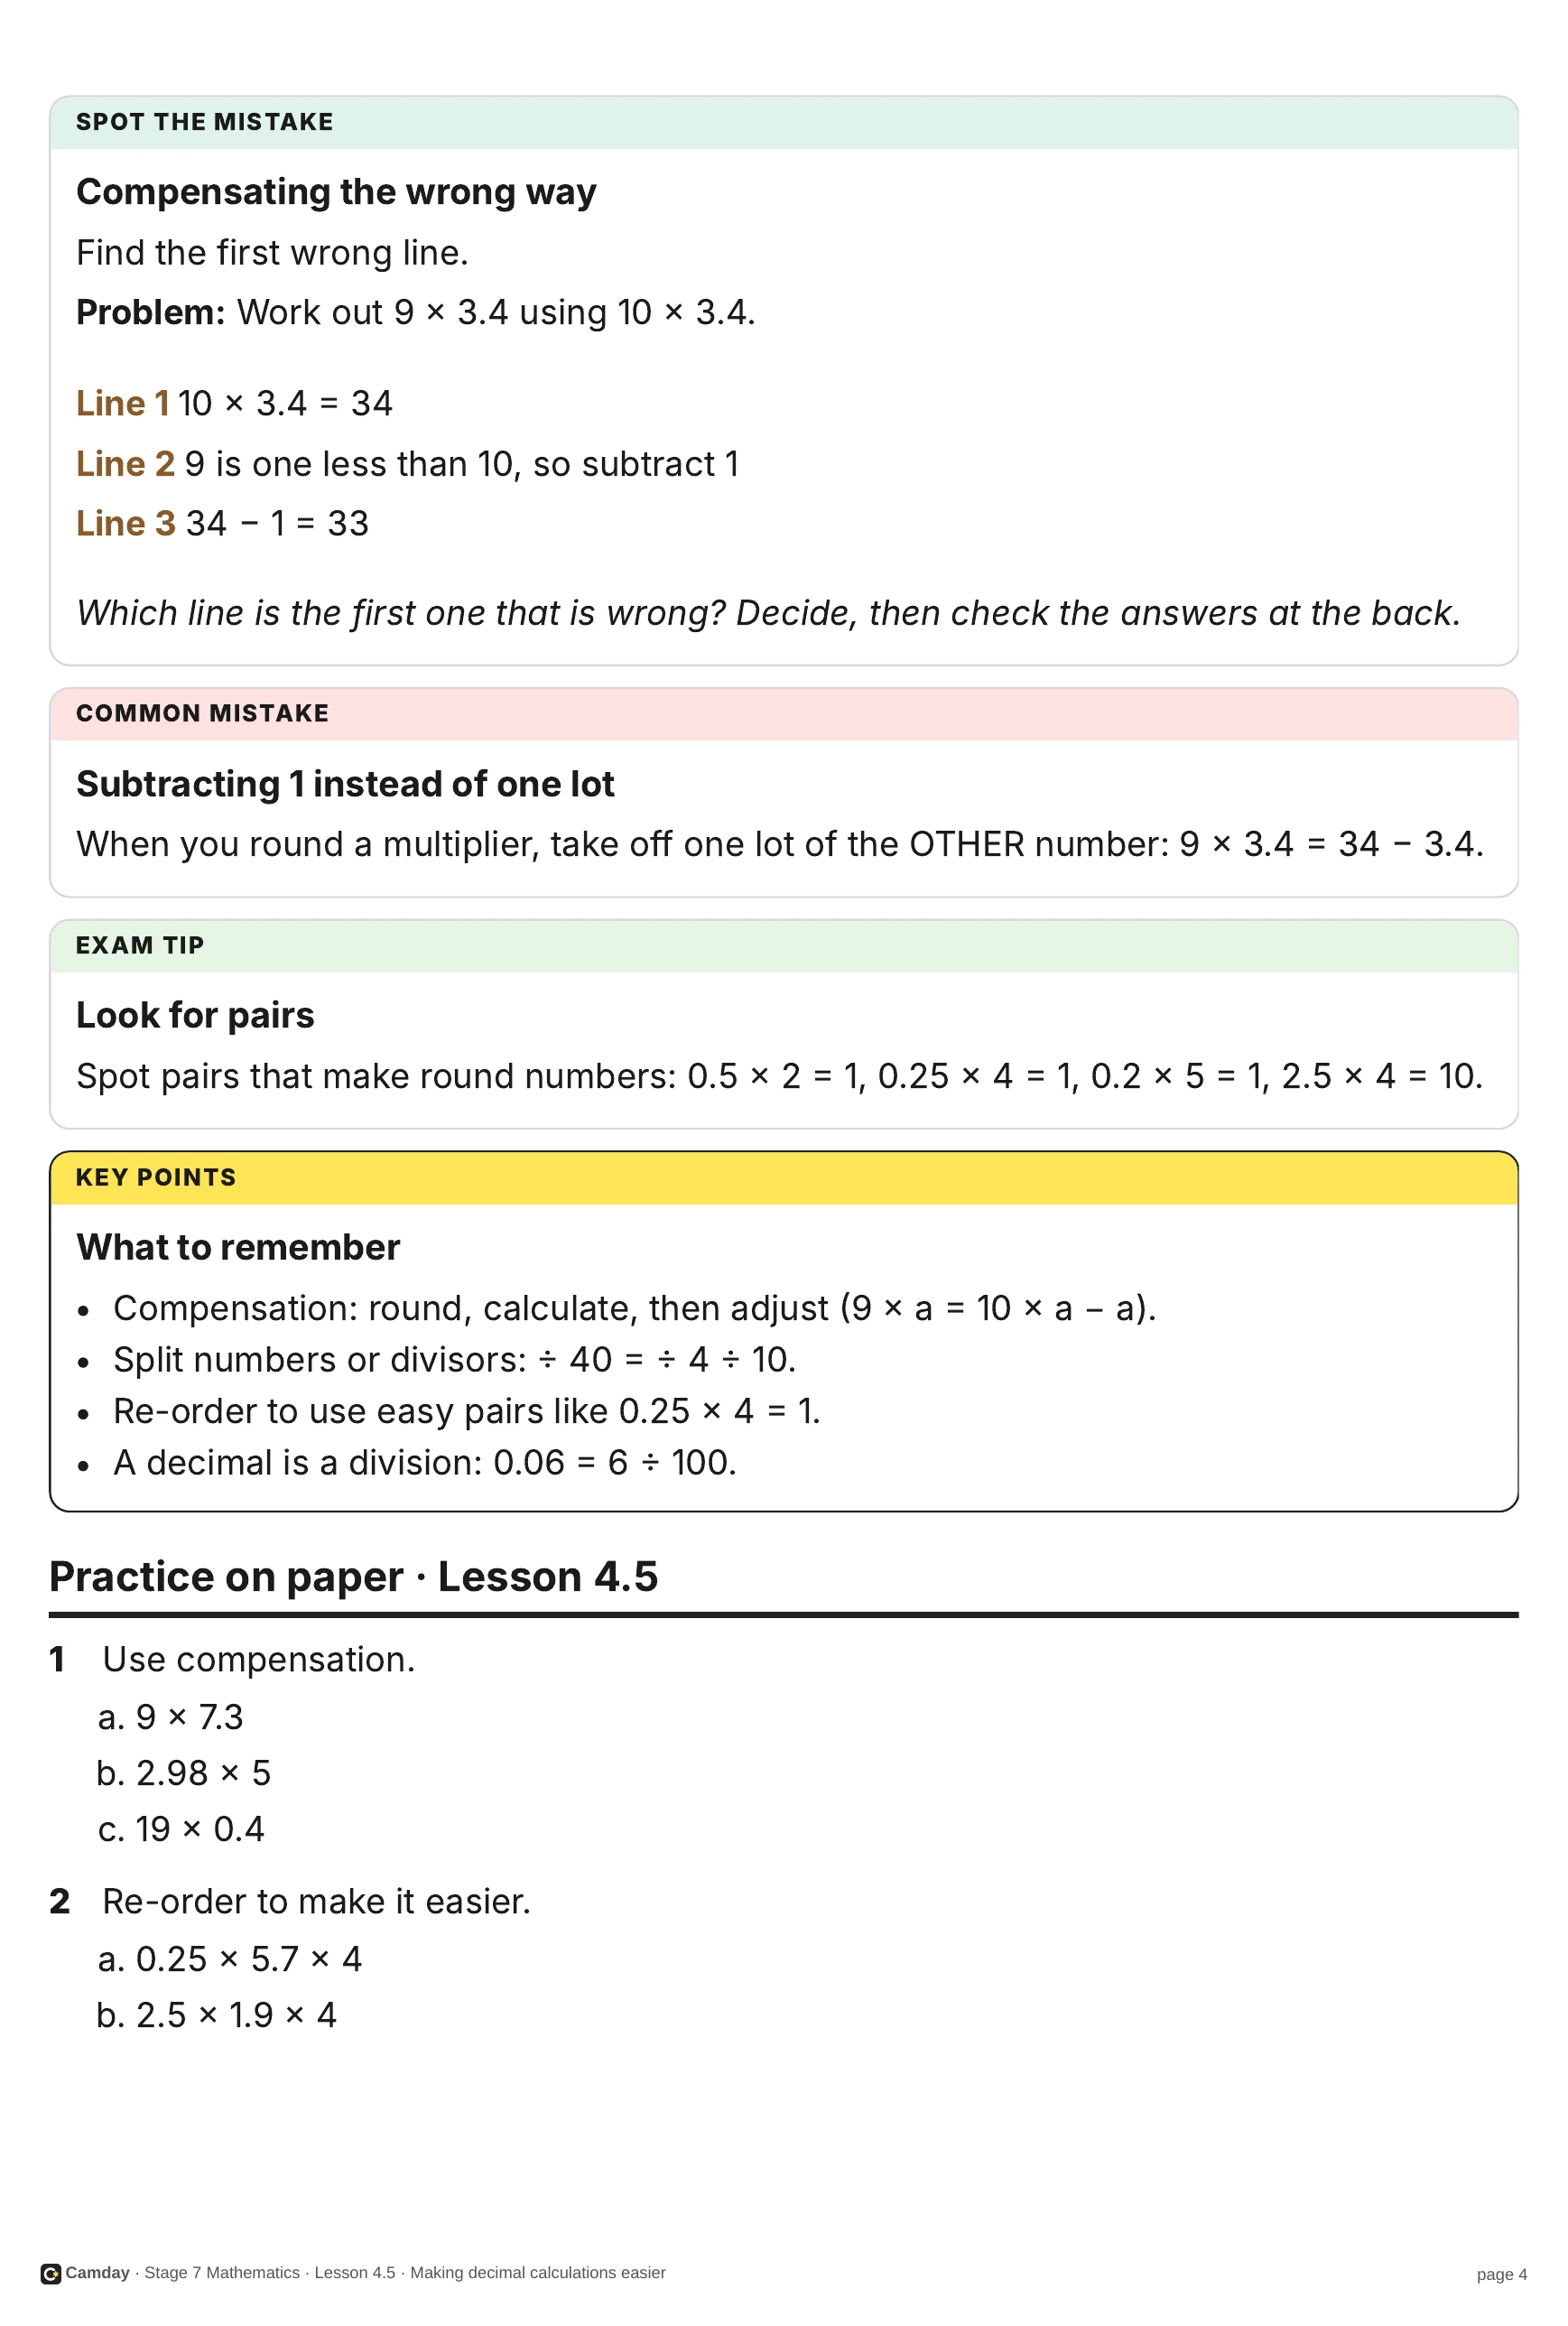 SPOT THE MISTAKE
Compensating the wrong way
Find the first wrong line.
Problem: Work out 9 × 3.4 using 10 × 3.4.
Line 1 10 × 3.4 = 34
Line 2 9 is one less than 10, so subtract 1
Line 3 34 − 1 = 33
Which line is the first one that is wrong? Decide, then check the answers at the back.
COMMON MISTAKE
Subtracting 1 instead of one lot
When you round a multiplier, take off one lot of the OTHER number: 9 × 3.4 = 34 − 3.4.
EXAM TIP
Look for pairs
Spot pairs that make round numbers: 0.5 × 2 = 1, 0.25 × 4 = 1, 0.2 × 5 = 1, 2.5 × 4 = 10.
KEY POINTS
What to remember
• Compensation: round, calculate, then adjust (9 × a = 10 × a − a).
• Split numbers or divisors: ÷ 40 = ÷ 4 ÷ 10.
• Re-order to use easy pairs like 0.25 × 4 = 1.
• A decimal is a division: 0.06 = 6 ÷ 100.
Practice on paper · Lesson 4.5
1 Use compensation.
a. 9 × 7.3
b. 2.98 × 5
c. 19 × 0.4
2 Re-order to make it easier.
a. 0.25 × 5.7 × 4
b. 2.5 × 1.9 × 4
Camday · Stage 7 Mathematics · Lesson 4.5 · Making decimal calculations easier
page 4